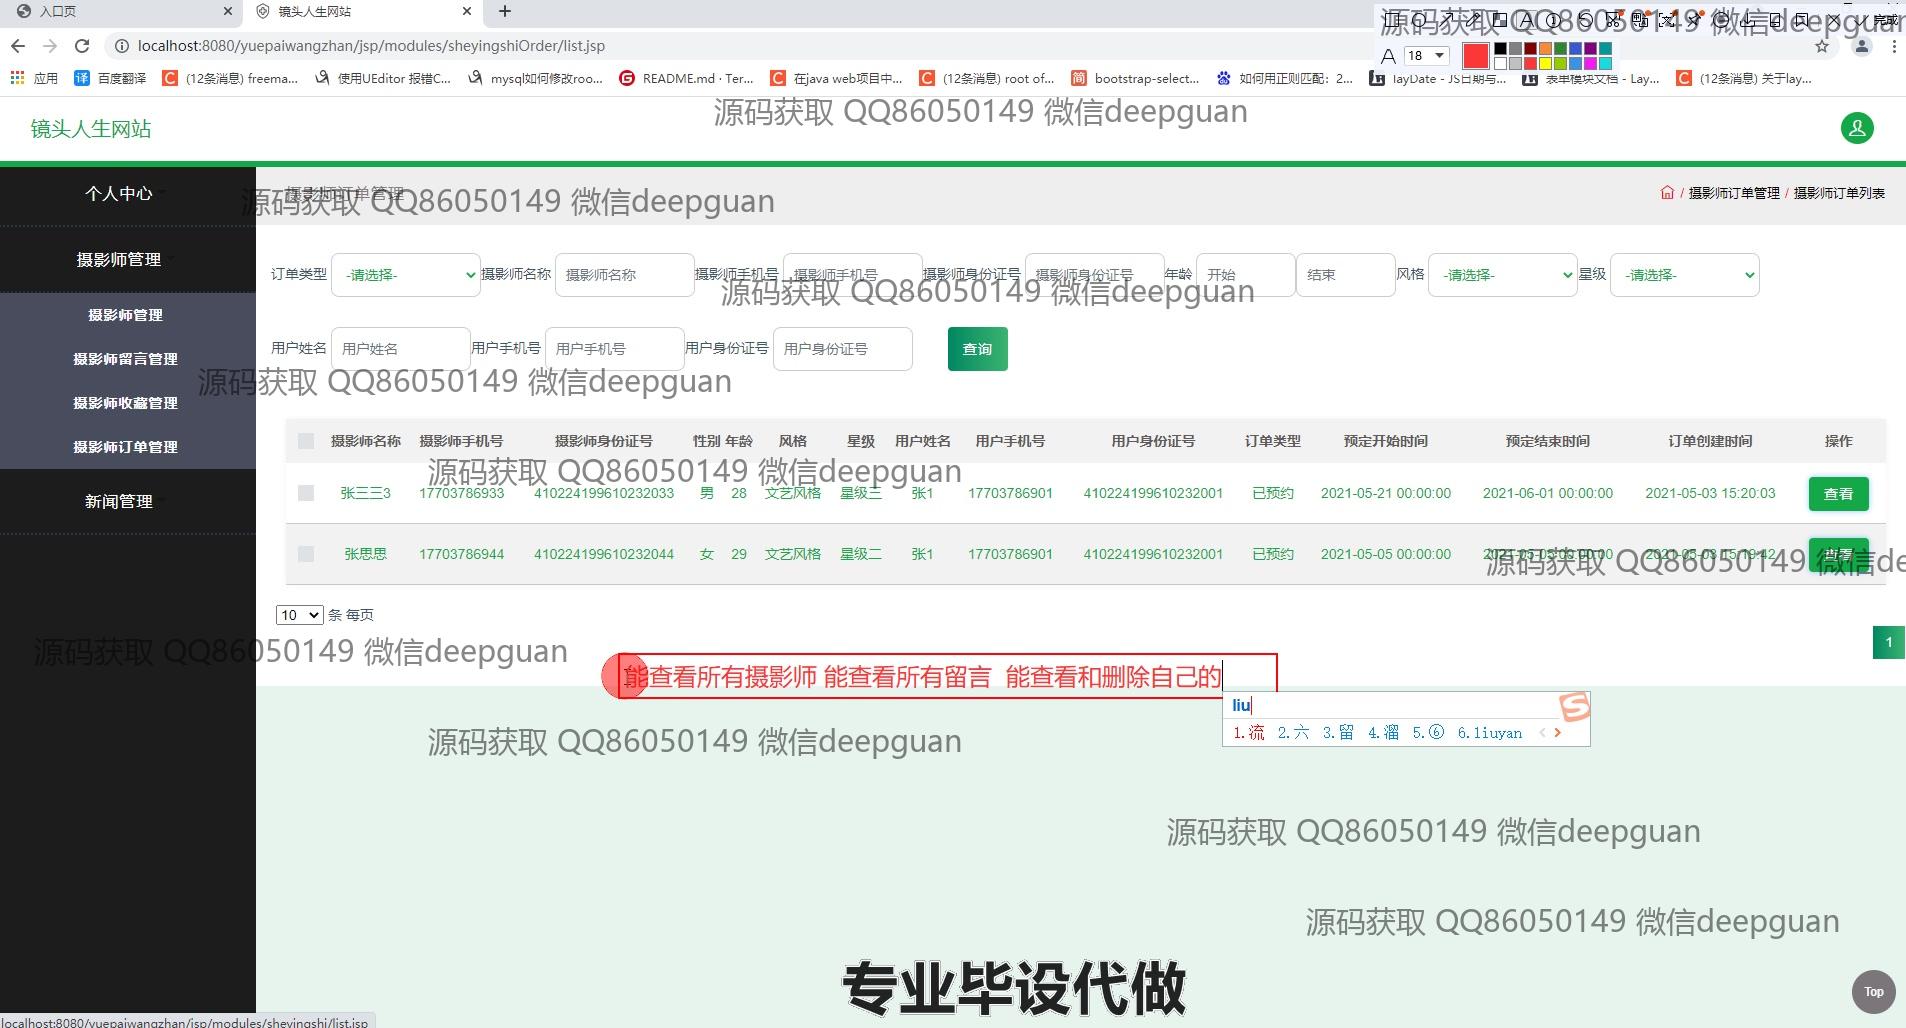 入口页
镜头人生网站
localhost:8080/yuepaiwangzhan/jsp/modules/sheyingshiOrder/list.jsp
18
完成
应用
百度翻译
(12条消息) freema...
使用UEditor 报错C...
mysql如何修改roo...
README.md · Ter...
在java web项目中...
(12条消息) root of...
bootstrap-select...
如何用正则匹配：2...
layDate - JS日期与...
表单模块文档 - Lay...
(12条消息) 关于lay...
源码获取 QQ86050149 微信deepguan
源码获取 QQ86050149 微信deepguan
镜头人生网站
个人中心
摄影师订单管理
源码获取 QQ86050149 微信deepguan
/ 摄影师订单管理 / 摄影师订单列表
摄影师管理
摄影师管理
摄影师留言管理
摄影师收藏管理
摄影师订单管理
新闻管理
订单类型 -请选择- 摄影师名称 摄影师名称 摄影师手机号 摄影师手机号 摄影师身份证号 摄影师身份证号 年龄 开始 结束 风格 -请选择- 星级 -请选择-
源码获取 QQ86050149 微信deepguan
用户姓名 用户姓名 用户手机号 用户手机号 用户身份证号 用户身份证号 查询
源码获取 QQ86050149 微信deepguan
摄影师名称 摄影师手机号 摄影师身份证号 性别 年龄 风格 星级 用户姓名 用户手机号 用户身份证号 订单类型 预定开始时间 预定结束时间 订单创建时间 操作
源码获取 QQ86050149 微信deepguan
张三三3 17703786933 410224199610232033 男 28 文艺风格 星级三 张1 17703786901 410224199610232001 已预约 2021-05-21 00:00:00 2021-06-01 00:00:00 2021-05-03 15:20:03 查看
张思思 17703786944 410224199610232044 女 29 文艺风格 星级二 张1 17703786901 410224199610232001 已预约 2021-05-05 00:00:00 查看
源码获取 QQ86050149 微信de
10 条 每页
1
源码获取 QQ86050149 微信deepguan
能查看所有摄影师 能查看所有留言 能查看和删除自己的
liu
1.流 2.六 3.留 4.溜 5.⑥ 6.liuyan
源码获取 QQ86050149 微信deepguan
源码获取 QQ86050149 微信deepguan
源码获取 QQ86050149 微信deepguan
专业毕设代做
Top
localhost:8080/yuepaiwangzhan/jsp/modules/sheyingshi/list.jsp